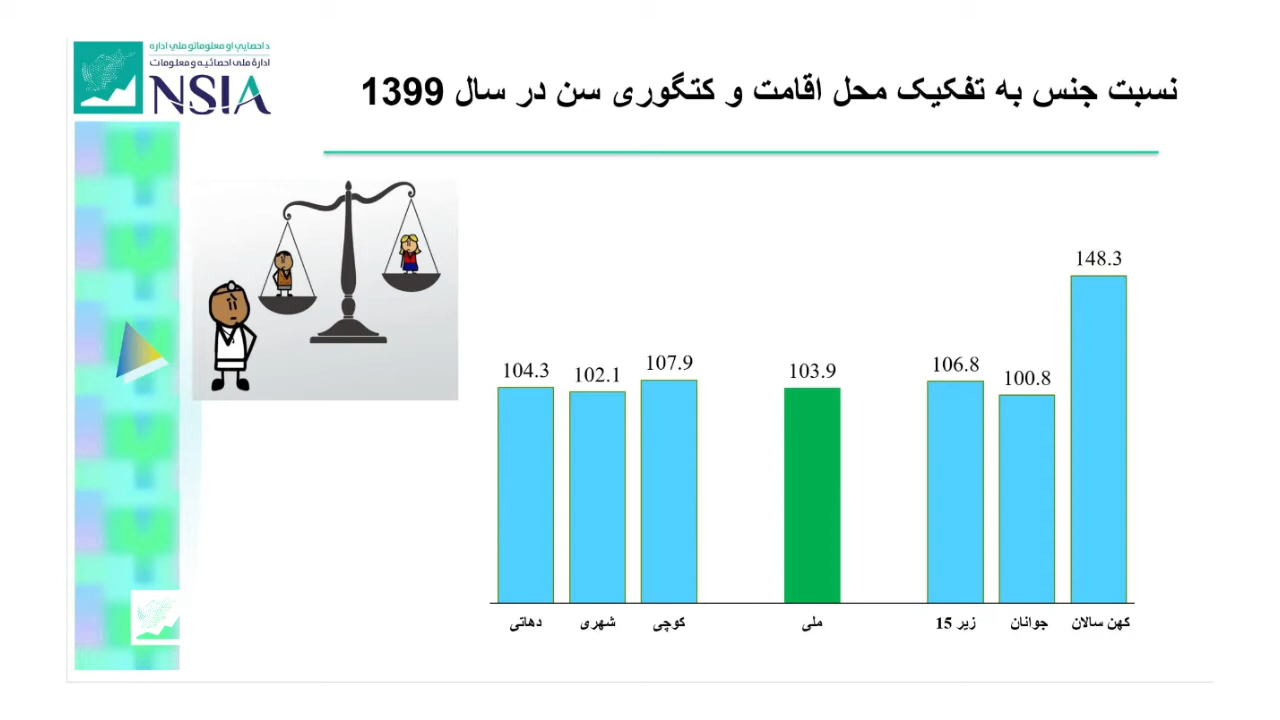 د احصایې او معلوماتو ملي اداره
ادارۀ ملی احصائیه و معلومات
NSIA
نسبت جنس به تفکیک محل اقامت و کتگوری سن در سال 1399
148.3
107.9
106.8
104.3
103.9
102.1
100.8
دهاتی
شهری
کوچی
ملی
زیر 15
جوانان
کهن سالان